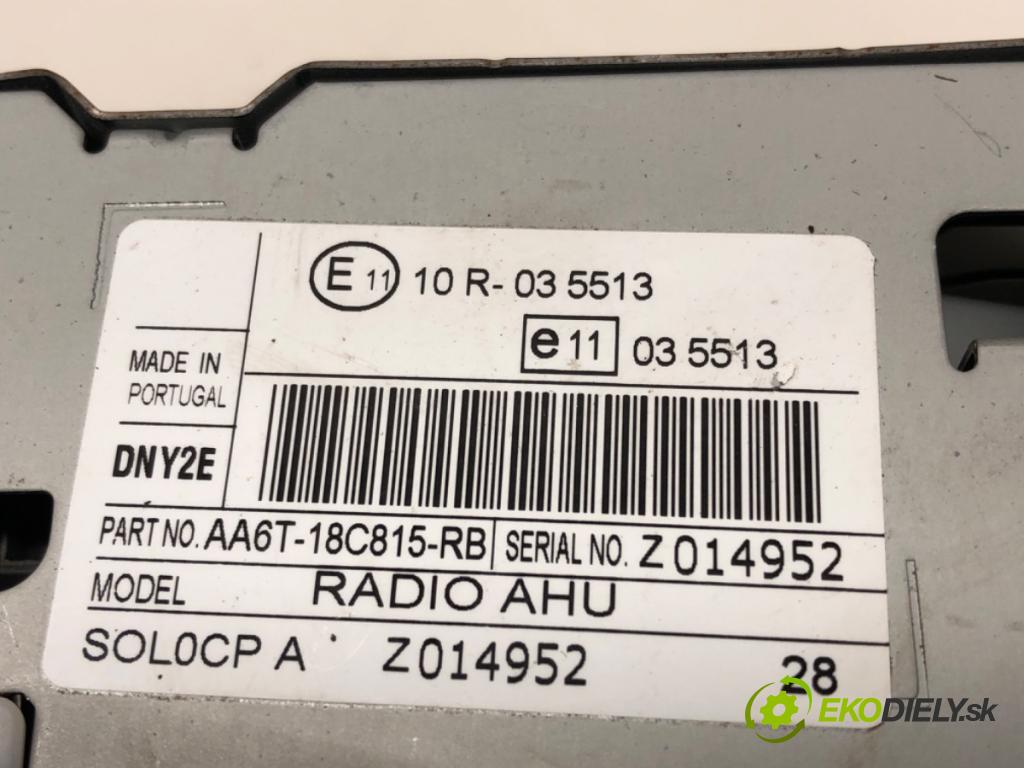 E 11 10 R- 03 5513
e 11 03 5513
MADE IN
PORTUGAL
DNY2E
PART NO. AA6T-18C815-RB SERIAL NO. Z014952
MODEL RADIO AHU
SOL0CP A Z014952 28
EKODIELY.sk